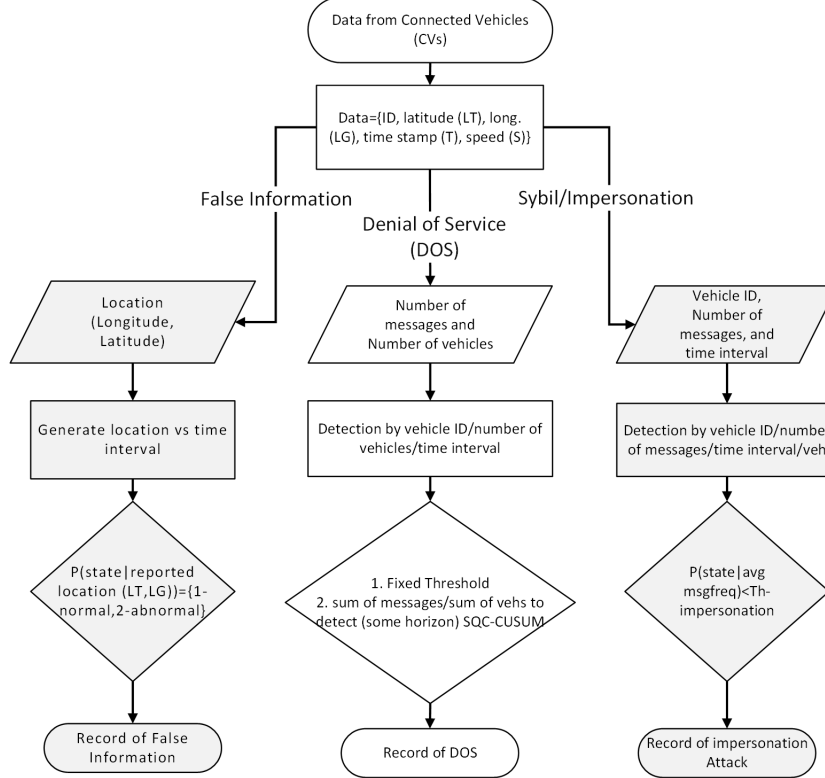 Data from Connected Vehicles
(CVs)
Data={ID, latitude (LT), long.
(LG), time stamp (T), speed (S)}
False Information
Denial of Service
(DOS)
Sybil/Impersonation
Location
(Longitude,
Latitude)
Number of
messages and
Number of vehicles
Vehicle ID,
Number of
messages, and
time interval
Generate location vs time
interval
Detection by vehicle ID/number of
vehicles/time interval
Detection by vehicle ID/number
of messages/time interval/veh
P(state|reported
location (LT,LG))={1-
normal,2-abnormal}
1. Fixed Threshold
2. sum of messages/sum of vehs to
detect (some horizon) SQC-CUSUM
P(state|avg
msgfreq)<Th-
impersonation
Record of False
Information
Record of DOS
Record of impersonation
Attack